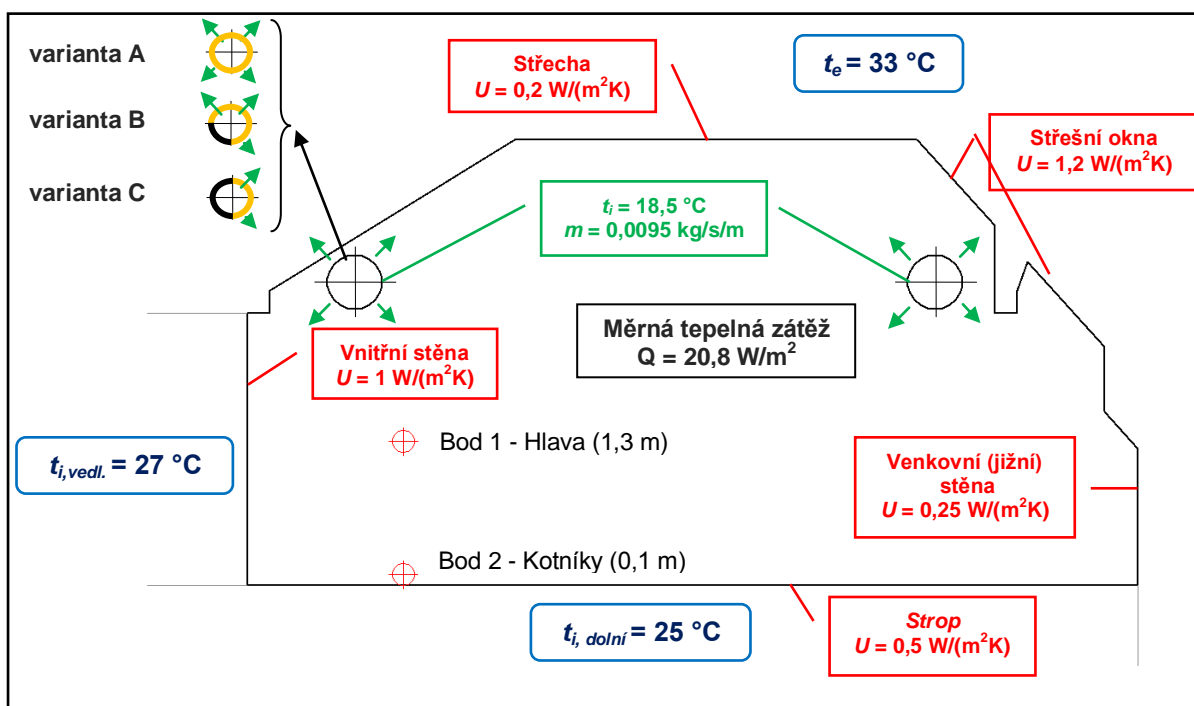 varianta A
varianta B
varianta C
Střecha
U = 0,2 W/(m²K)
tₑ = 33 °C
Střešní okna
U = 1,2 W/(m²K)
tᵢ = 18,5 °C
m = 0,0095 kg/s/m
Měrná tepelná zátěž
Q = 20,8 W/m²
Vnitřní stěna
U = 1 W/(m²K)
Bod 1 - Hlava (1,3 m)
ti,vedl. = 27 °C
Venkovní (jižní)
stěna
U = 0,25 W/(m²K)
Bod 2 - Kotníky (0,1 m)
ti, dolní = 25 °C
Strop
U = 0,5 W/(m²K)